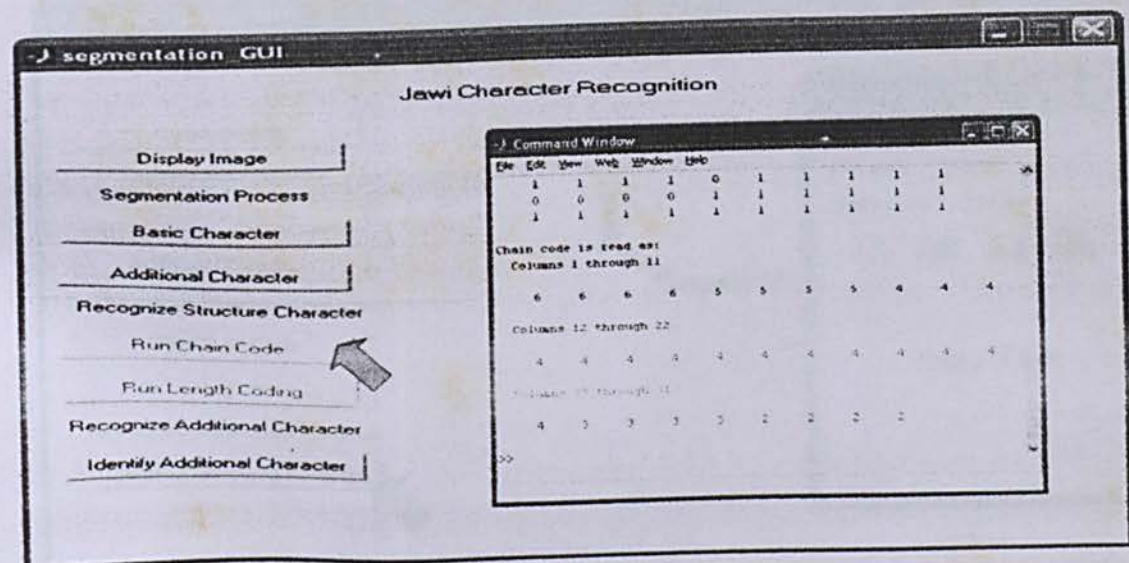 segmentation GUI
Jawi Character Recognition
Display Image
Segmentation Process
Basic Character
Additional Character
Recognize Structure Character
Run Chain Code
Run Length Coding
Recognize Additional Character
Identify Additional Character
Command Window
File Edit View Web Window Help
1 1 1 1 0 1 1 1 1 1
0 0 0 0 1 1 1 1 1 1
1 1 1 1 1 1 1 1 1 1
Chain code is read as:
Columns 1 through 11
6 6 6 6 5 5 5 5 4 4 4
Columns 12 through 22
4 4 4 4 4 4 4 4 4 4 4
through
4 3 3 3 3 2 2 2 2
>>